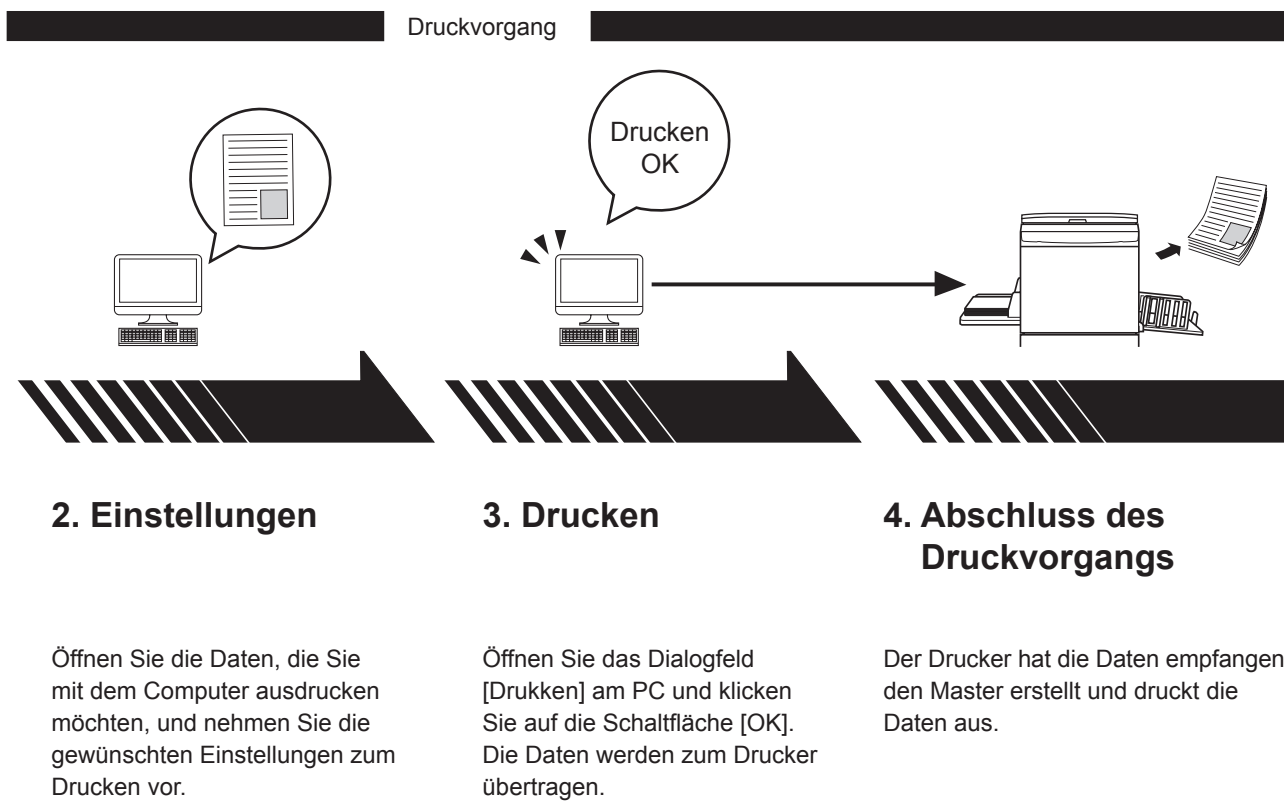 Druckvorgang
Drucken
OK
2. Einstellungen
Öffnen Sie die Daten, die Sie
mit dem Computer ausdrucken
möchten, und nehmen Sie die
gewünschten Einstellungen zum
Drucken vor.
3. Drucken
Öffnen Sie das Dialogfeld
[Drukken] am PC und klicken
Sie auf die Schaltfläche [OK].
Die Daten werden zum Drucker
übertragen.
4. Abschluss des
Druckvorgangs
Der Drucker hat die Daten empfangen
den Master erstellt und druckt die
Daten aus.